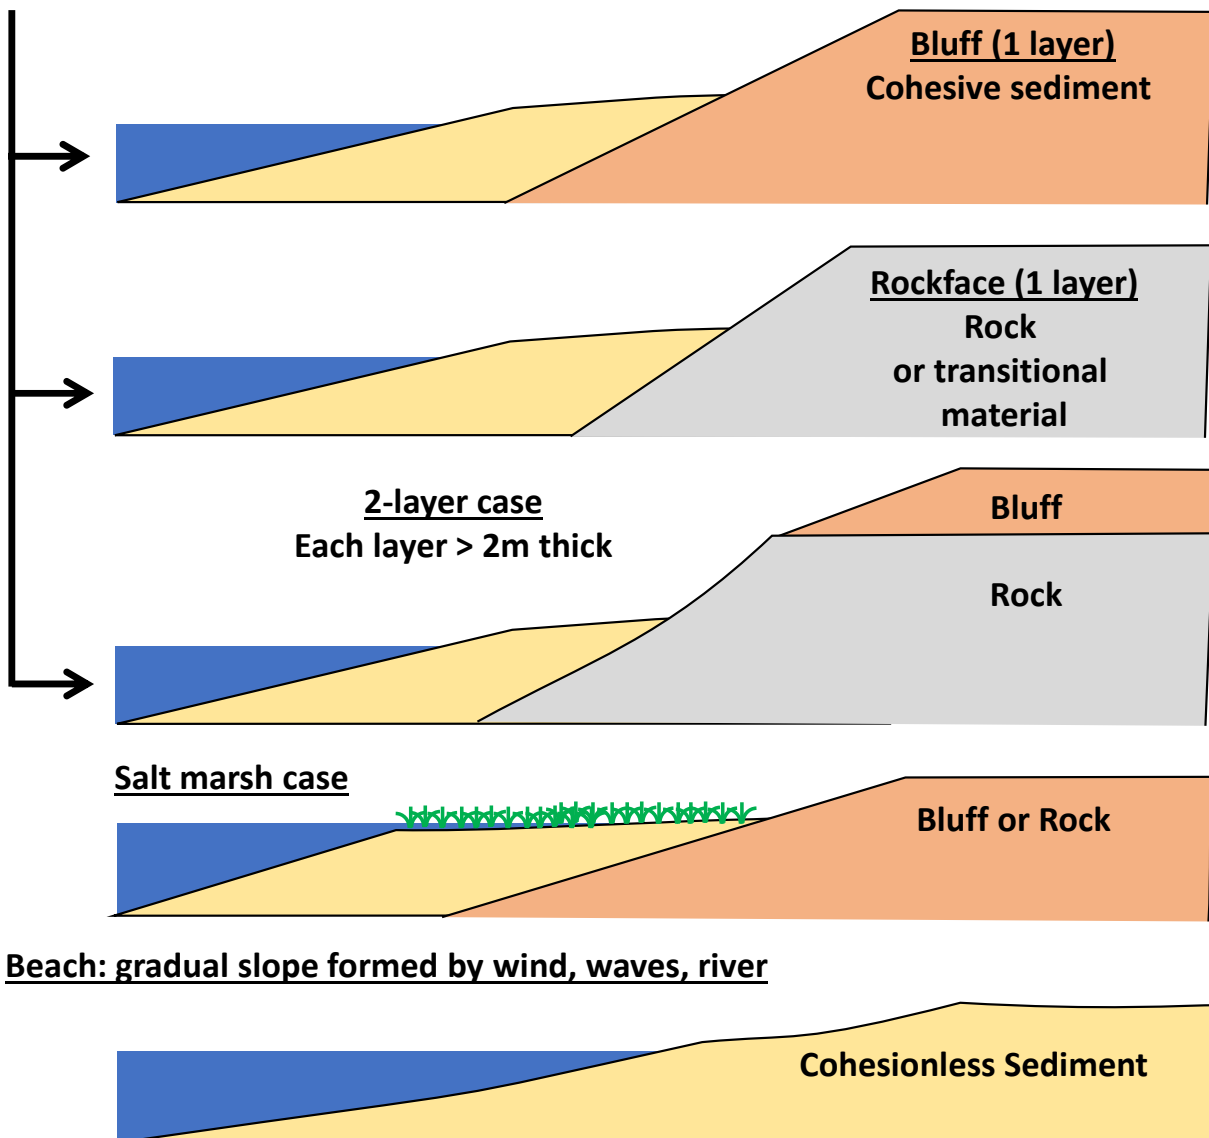 Bluff (1 layer)
Cohesive sediment
Rockface (1 layer)
Rock
or transitional
material
2-layer case
Each layer > 2m thick
Bluff
Rock
Salt marsh case
Bluff or Rock
Beach: gradual slope formed by wind, waves, river
Cohesionless Sediment